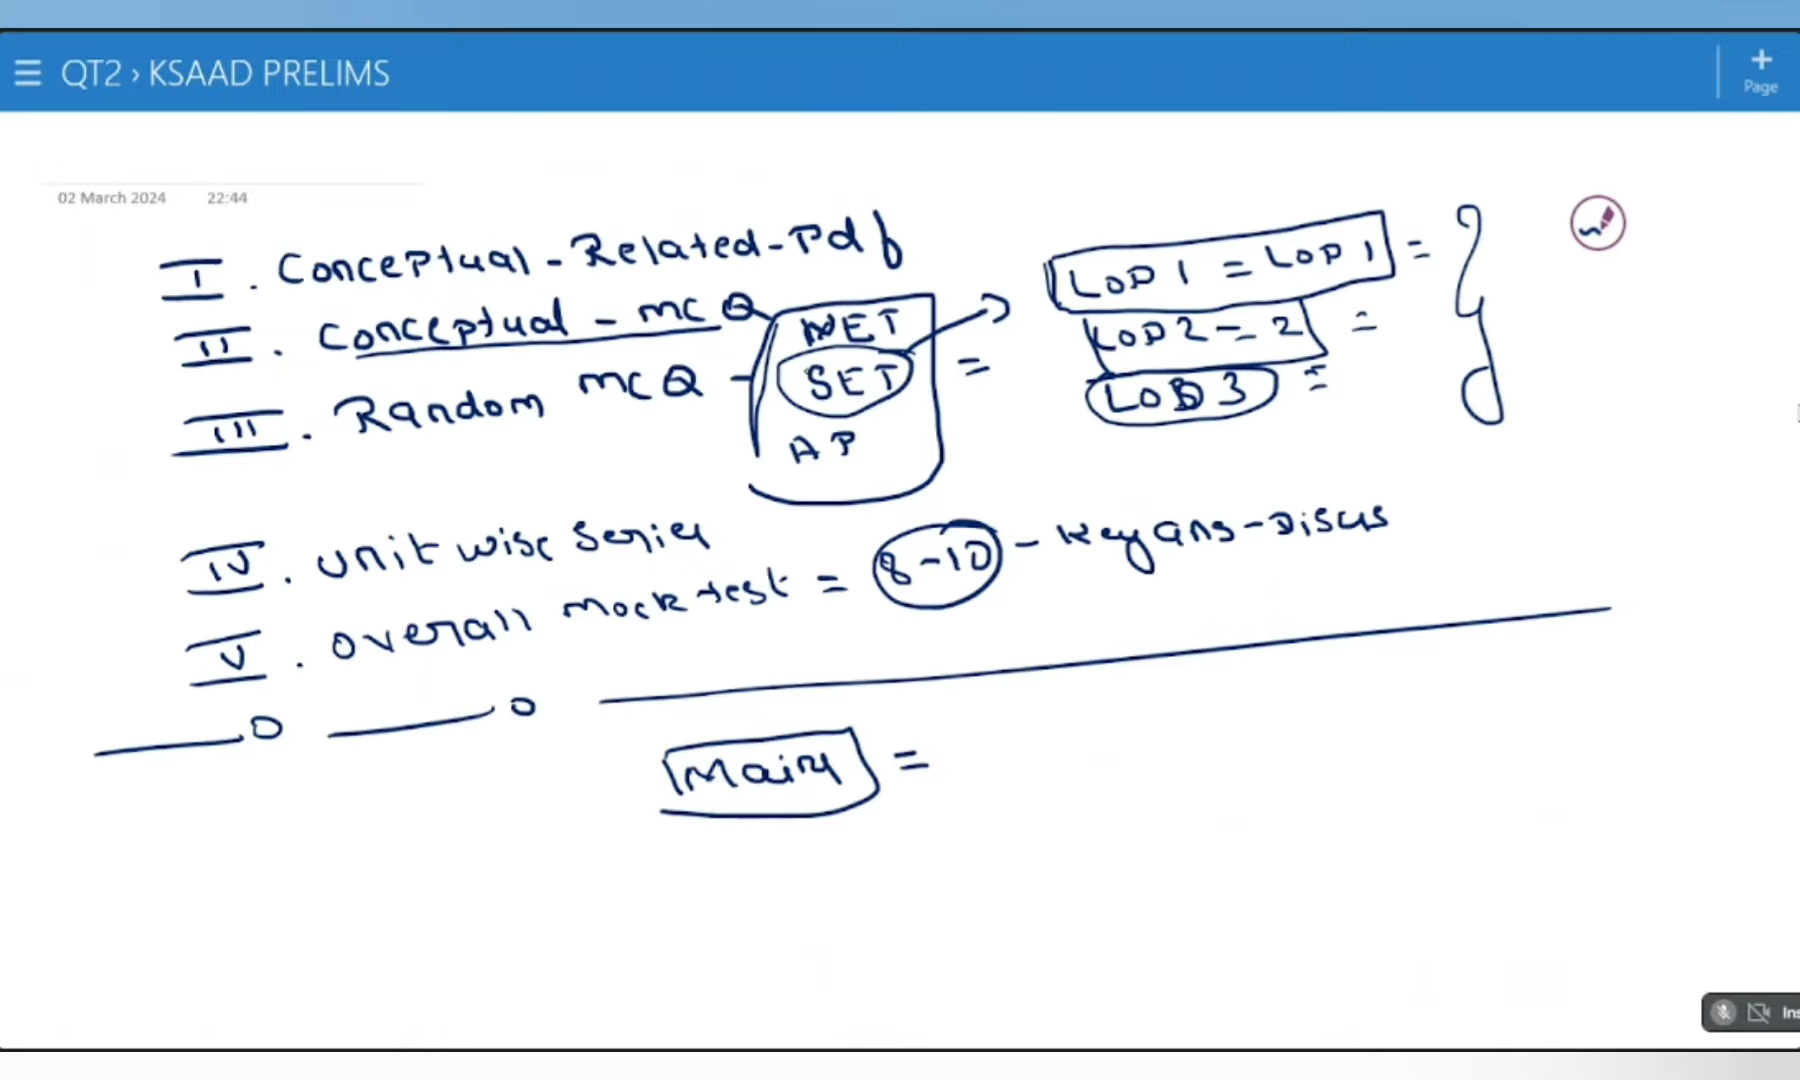 QT2 › KSAAD PRELIMS
+
Page
02 March 2024 22:44
I. Conceptual-Related-Pdf
II. Conceptual-mcQ
III. Random mcQ -
NET
SET
AP
=
LOD 1 = LOD 1 =
LOD 2 = 2 =
LOD 3 =
IV. unit wise series
V. overall mock test = 8-10 - Key ans-Discus
Mains =
Ins